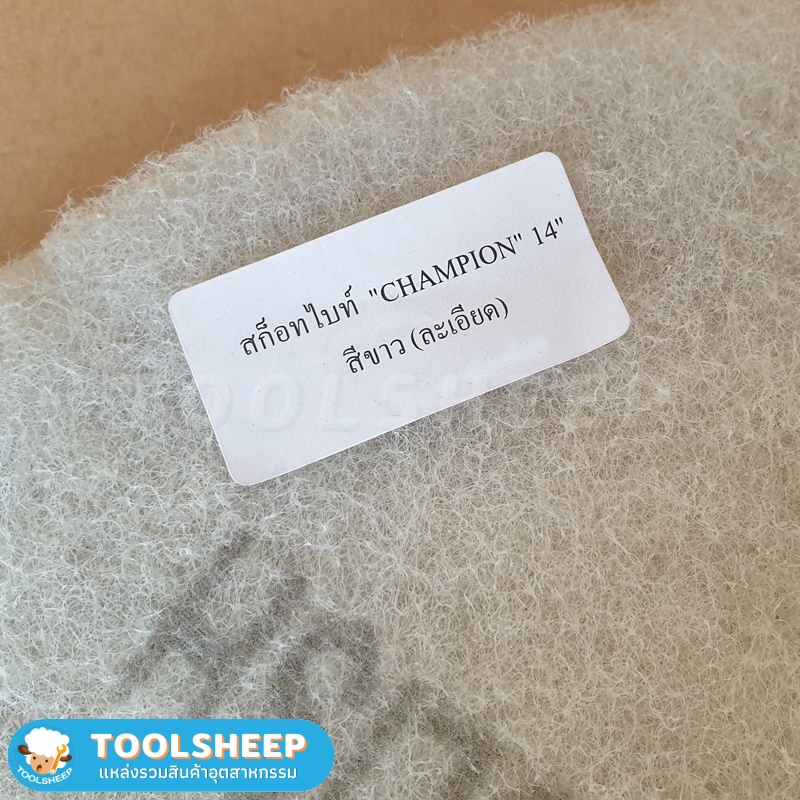 สก็อทไบท์ "CHAMPION" 14"
สีขาว (ละเอียด)
TOOLSHEEP
TOOLSHEEP
TOOLSHEEP
แหล่งรวมสินค้าอุตสาหกรรม